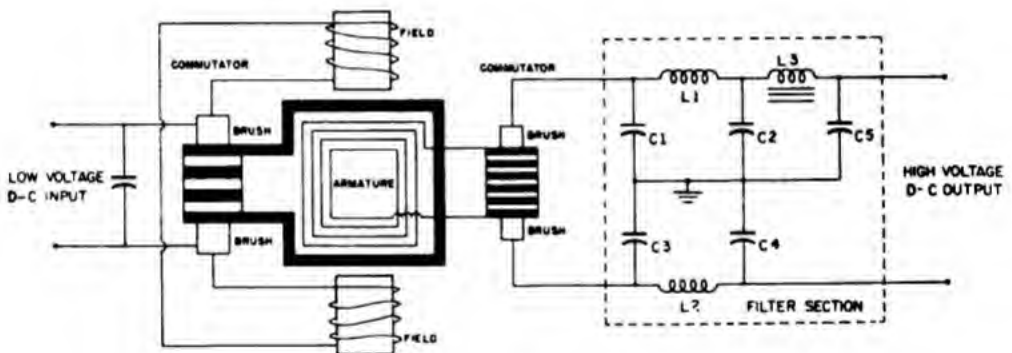 FIELD
COMMUTATOR
COMMUTATOR
L3
L1
BRUSH
BRUSH
C1
C2
C5
LOW VOLTAGE
D-C INPUT
ARMATURE
HIGH VOLTAGE
D-C OUTPUT
BRUSH
BRUSH
C3
C4
L2
FILTER SECTION
FIELD